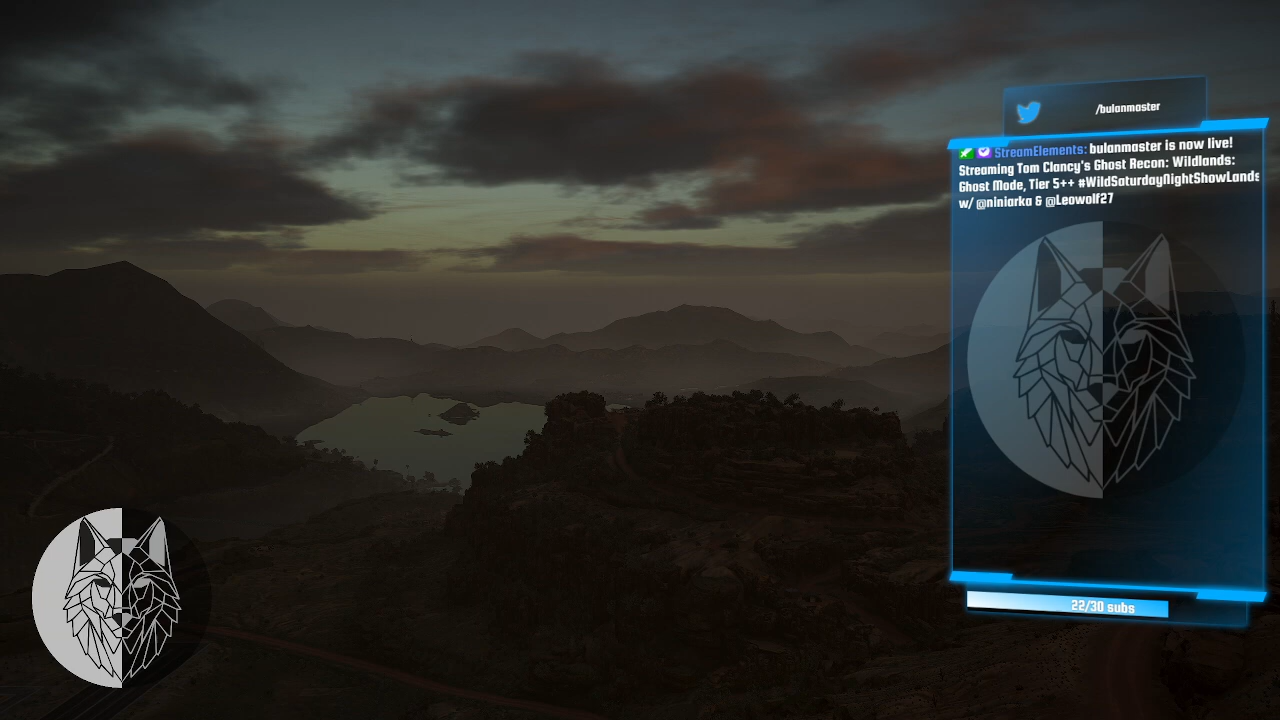 /bulanmaster
StreamElements: bulanmaster is now live!
Streaming Tom Clancy's Ghost Recon: Wildlands:
Ghost Mode, Tier 5++ #WildSaturdayNightShowLands
w/ @niniarka & @Leowolf27
22/30 subs